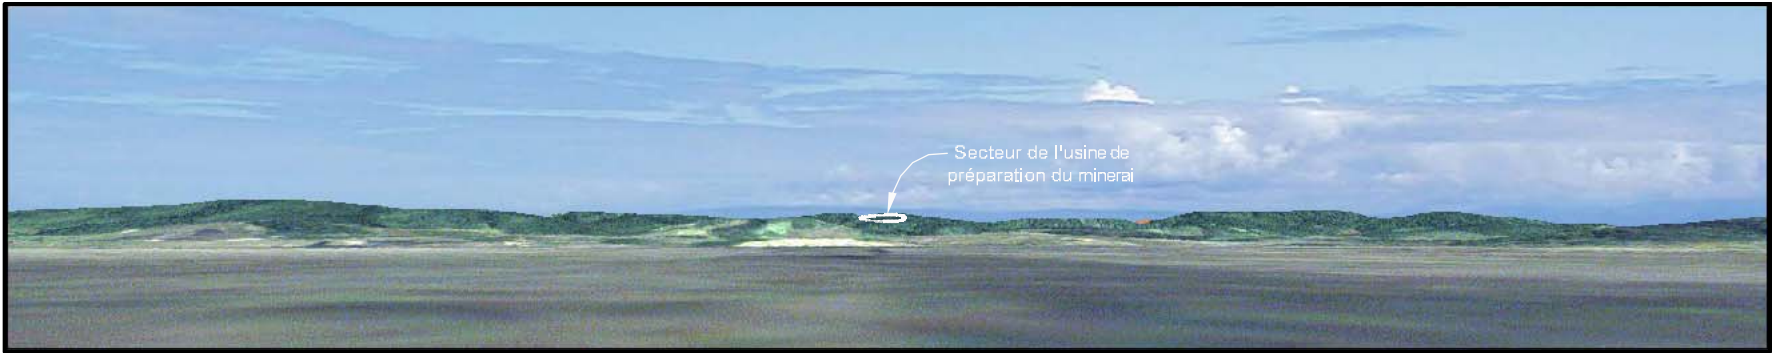 Secteur de l'usine de
préparation du minerai